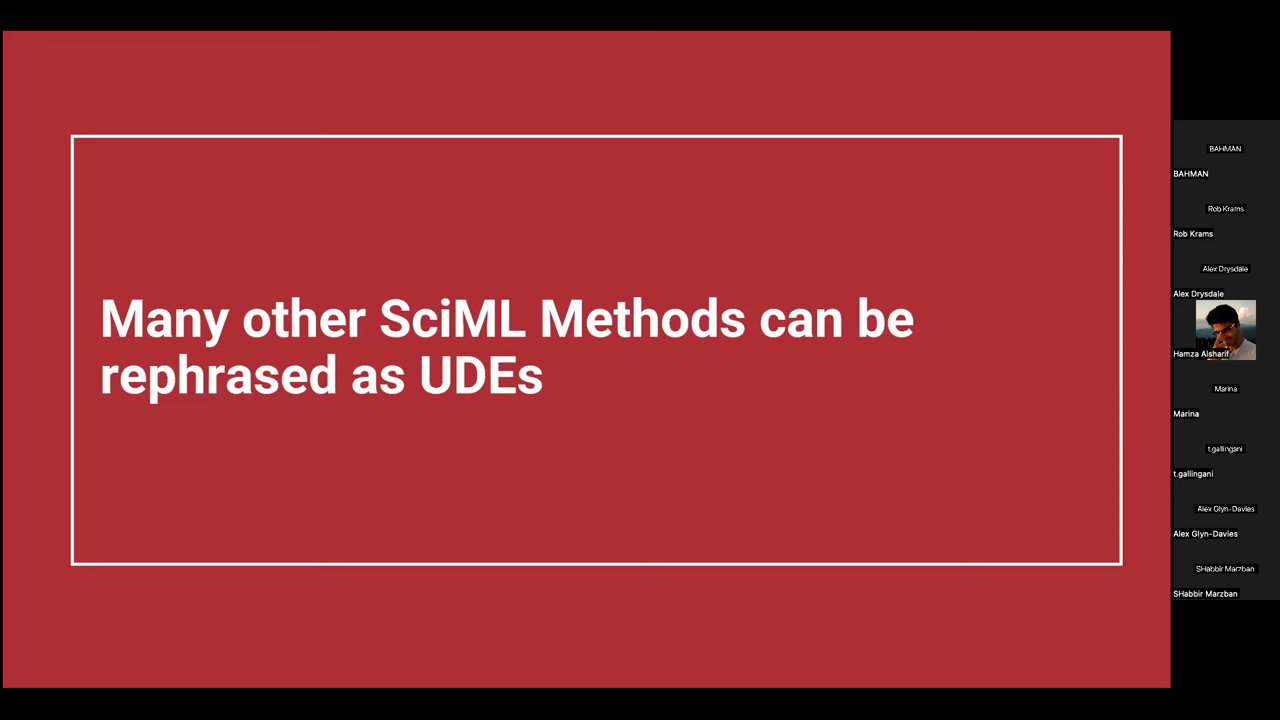 Many other SciML Methods can be
rephrased as UDEs
BAHMAN
BAHMAN
Rob Krams
Rob Krams
Alex Drysdale
Alex Drysdale
Hamza Alsharif
Marina
Marina
t.gallingani
t.gallingani
Alex Glyn-Davies
Alex Glyn-Davies
SHabbir Marzban
SHabbir Marzban